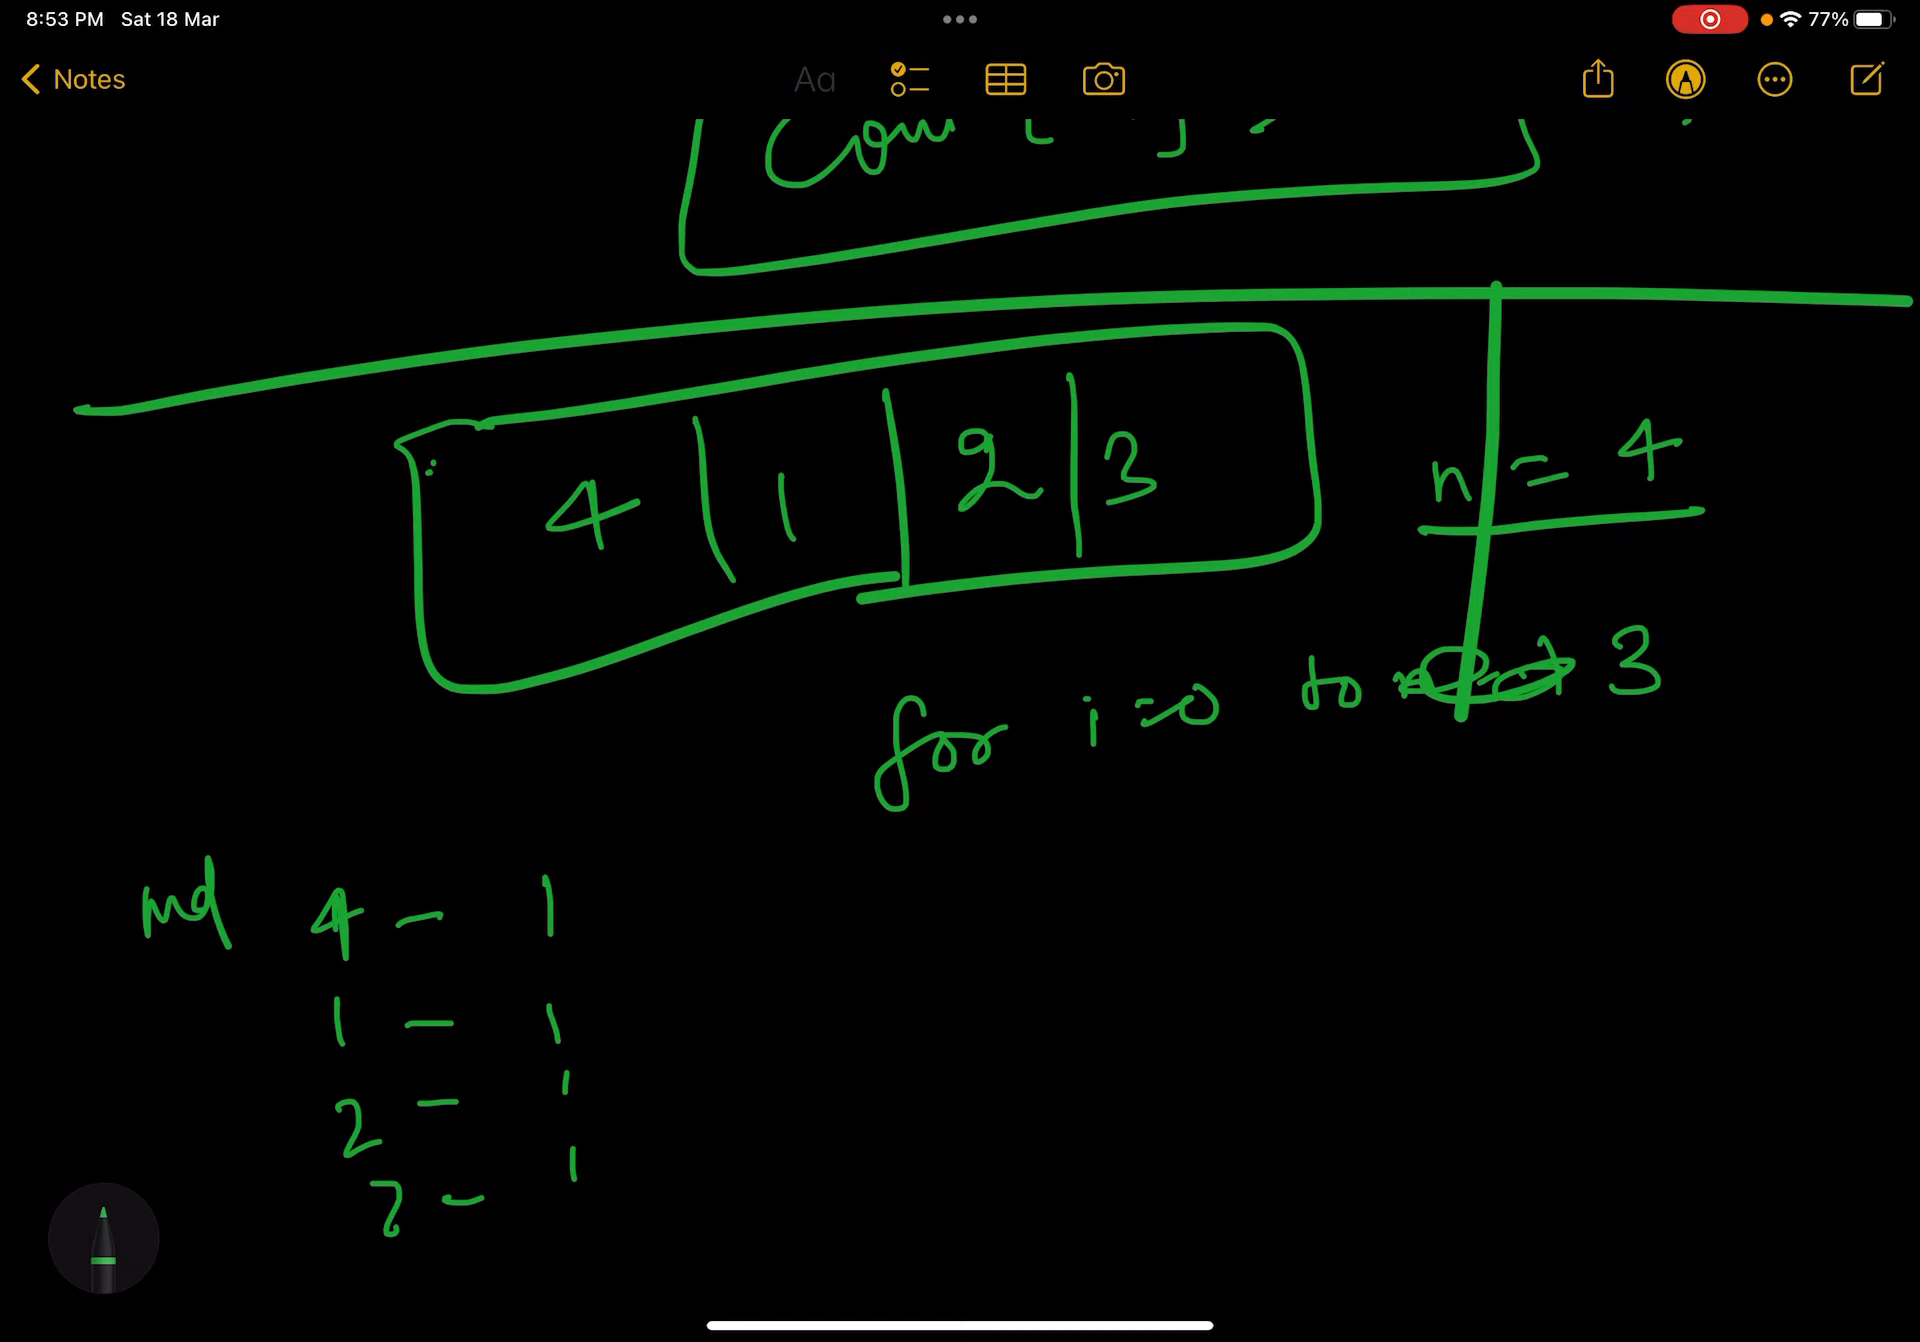 8:53 PM Sat 18 Mar
77%
Notes
Aa
4 | 1 | 2 | 3
n = 4
for i=0 to 3
4 - 1
1 - 1
2 - 1
3 - 1